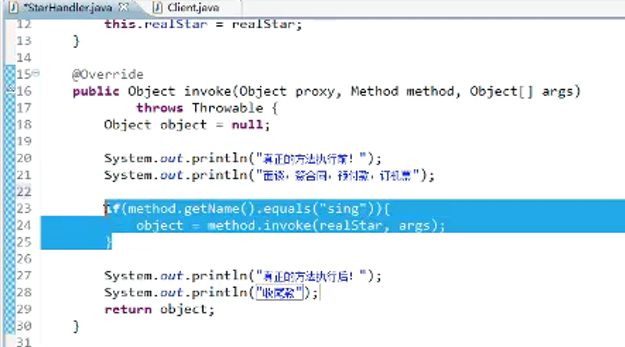 *StarHandler.java Client.java
12 this.realStar = realStar;
13 }
14
15 @Override
16 public Object invoke(Object proxy, Method method, Object[] args)
17 throws Throwable {
18 Object object = null;
19
20 System.out.println("真正的方法执行前！");
21 System.out.println("面谈，签合同，预付款，订机票");
22
23 if(method.getName().equals("sing")){
24 object = method.invoke(realStar, args);
25 }
26
27 System.out.println("真正的方法执行后！");
28 System.out.println("收尾款");
29 return object;
30 }
31